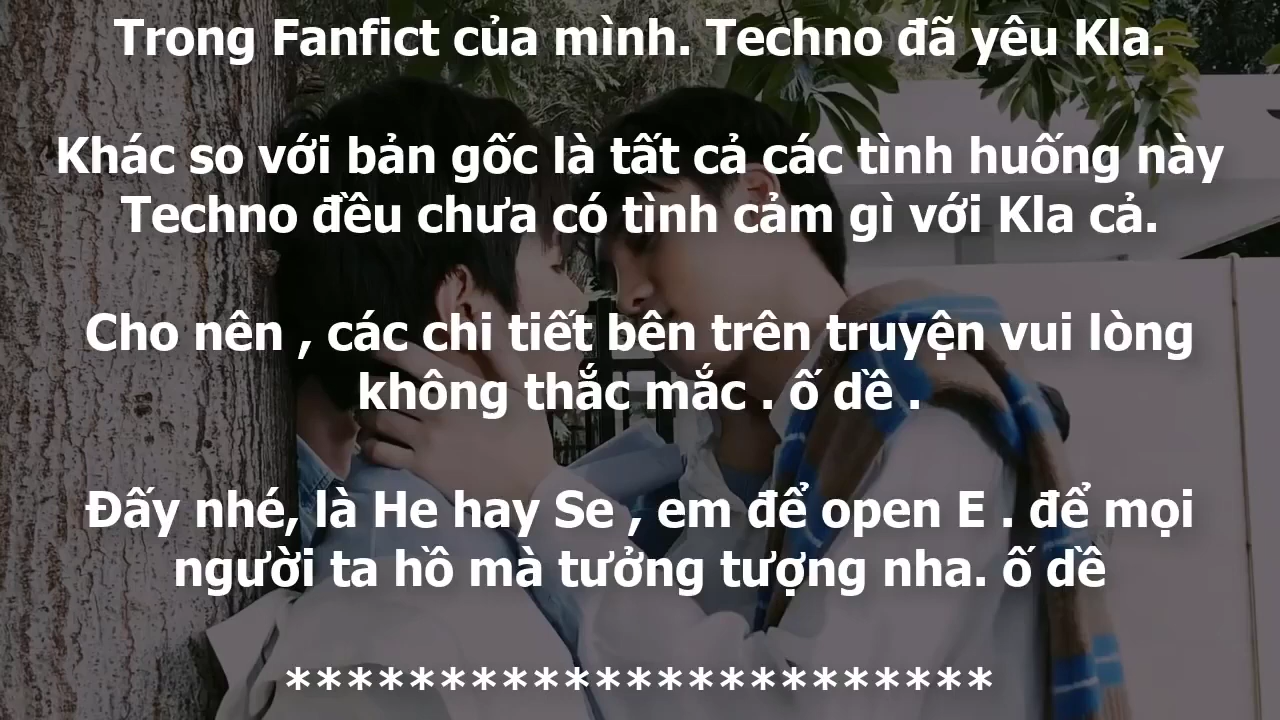 Trong Fanfict của mình. Techno đã yêu Kla.
Khác so với bản gốc là tất cả các tình huống này
Techno đều chưa có tình cảm gì với Kla cả.
Cho nên , các chi tiết bên trên truyện vui lòng
không thắc mắc . ố dề .
Đấy nhé, là He hay Se , em để open E . để mọi
người ta hồ mà tưởng tượng nha. ố dề
***********************